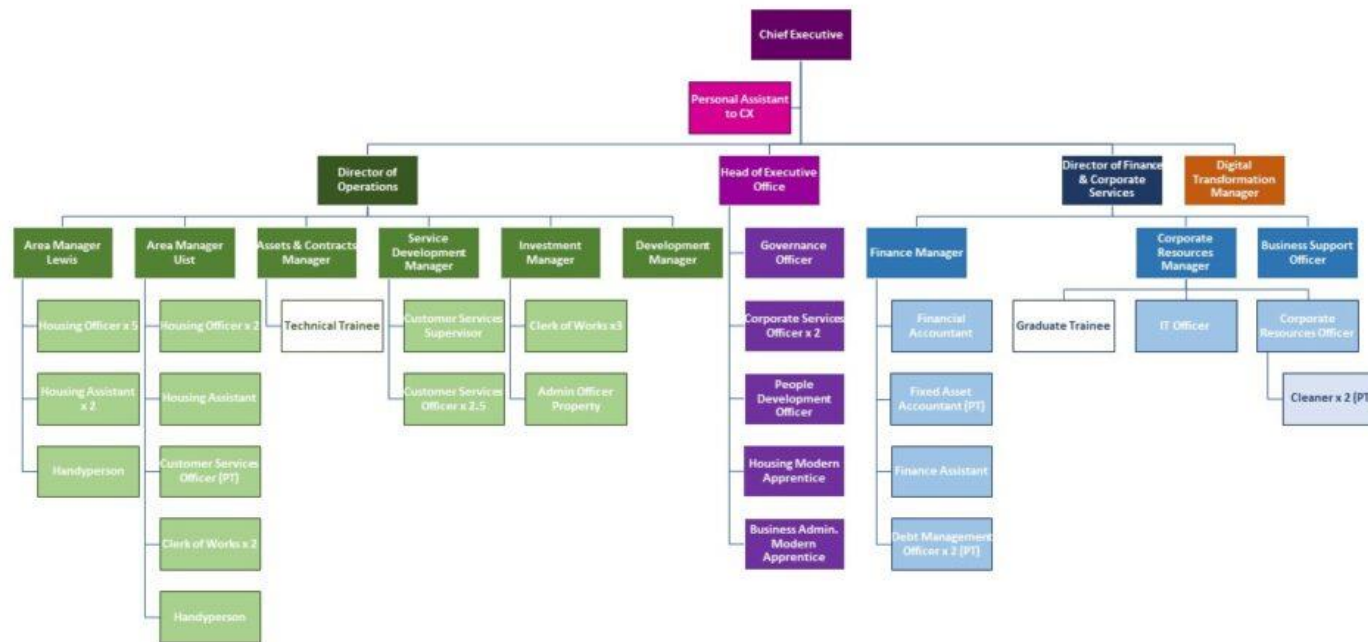 Chief Executive
Personal Assistant
to CX
Director of
Operations
Head of Executive
Office
Director of Finance
& Corporate
Services
Digital
Transformation
Manager
Area Manager
Lewis
Area Manager
Uist
Assets & Contracts
Manager
Service
Development
Manager
Investment
Manager
Development
Manager
Governance
Officer
Finance Manager
Corporate
Resources
Manager
Business Support
Officer
Housing Officer x 5
Housing Officer x 2
Technical Trainee
Customer Services
Supervisor
Clerk of Works x3
Corporate Services
Officer x 2
Financial
Accountant
Graduate Trainee
IT Officer
Corporate
Resources Officer
Housing Assistant
x 2
Housing Assistant
Customer Services
Officer x 2.5
Admin Officer
Property
People
Development
Officer
Fixed Asset
Accountant (PT)
Cleaner x 2 (PT)
Handyperson
Customer Services
Officer (PT)
Housing Modern
Apprentice
Finance Assistant
Clerk of Works x 2
Business Admin.
Modern
Apprentice
Debt Management
Officer x 2 (PT)
Handyperson